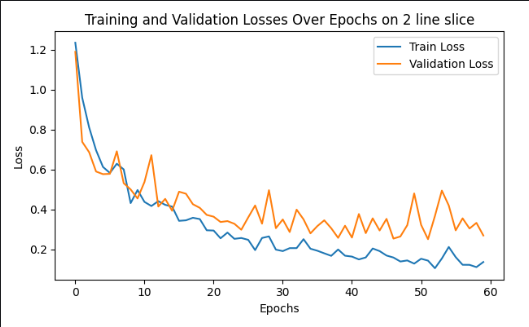 Training and Validation Losses Over Epochs on 2 line slice
Train Loss
Validation Loss
1.2
1.0
0.8
0.6
0.4
0.2
Loss
0 10 20 30 40 50 60
Epochs